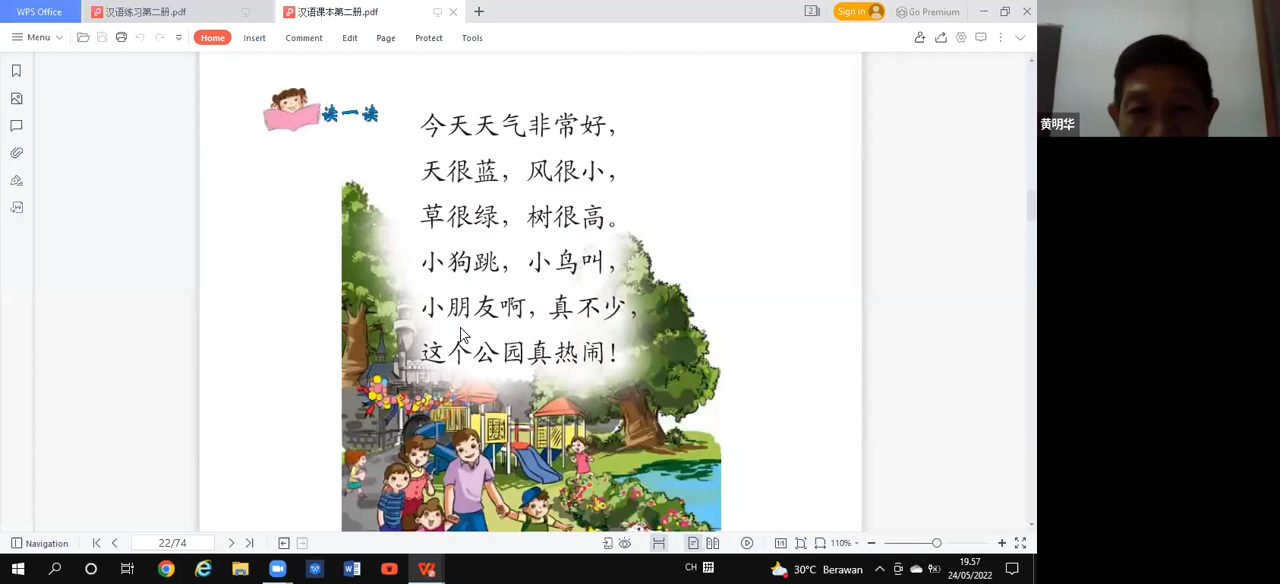 WPS Office
汉语练习第二册.pdf
汉语课本第二册.pdf
2
Sign in
Go Premium
Menu
Home
Insert
Comment
Edit
Page
Protect
Tools
读一读
今天天气非常好,
天很蓝, 风很小,
草很绿, 树很高。
小狗跳, 小鸟叫,
小朋友啊, 真不少,
这个公园真热闹!
黄明华
Navigation
22/74
110%
CH
30°C Berawan
19.57
24/05/2022